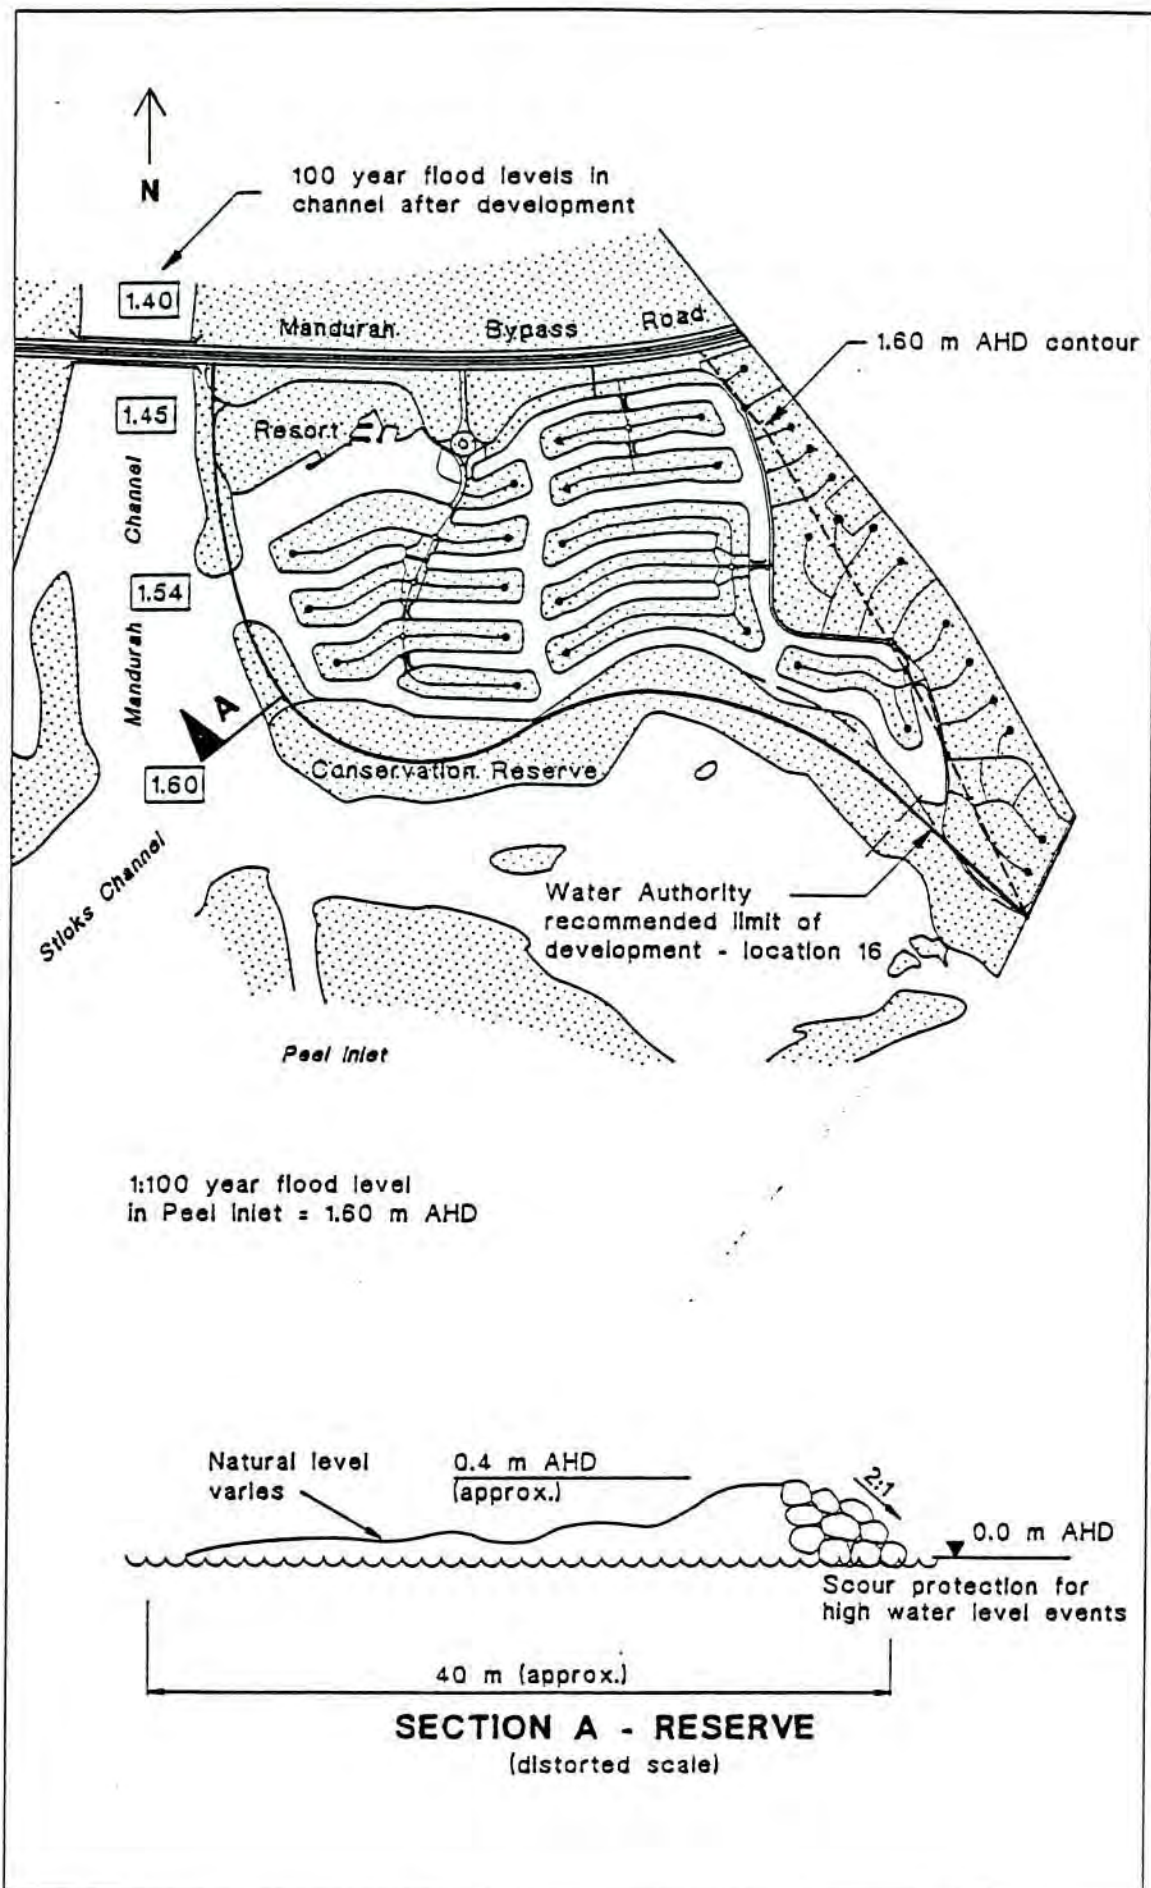 N
100 year flood levels in
channel after development
1.40
Mandurah Bypass Road
1.60 m AHD contour
1.45
Resort
Mandurah Channel
1.54
A
Conservation Reserve
1.60
Sticks Channel
Water Authority
recommended limit of
development - location 16
Peel Inlet
1:100 year flood level
in Peel Inlet = 1.60 m AHD
Natural level
varies
0.4 m AHD
(approx.)
2:1
0.0 m AHD
Scour protection for
high water level events
40 m (approx.)
SECTION A - RESERVE
(distorted scale)